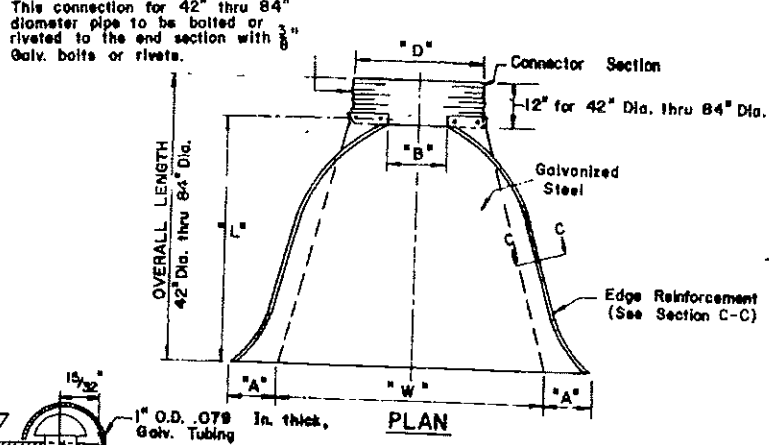 This connection for 42" thru 84"
diameter pipe to be bolted or
riveted to the end section with 3/8"
Galv. bolts or rivets.
"D"
Connector Section
12" for 42" Dia. thru 84" Dia.
"B"
Galvanized
Steel
OVERALL LENGTH
42" Dia. thru 84" Dia.
"L"
C
C
Edge Reinforcement
(See Section C-C)
"A"
"W"
"A"
15/32"
1" O.D. .079 In. thick,
Galv. Tubing
PLAN